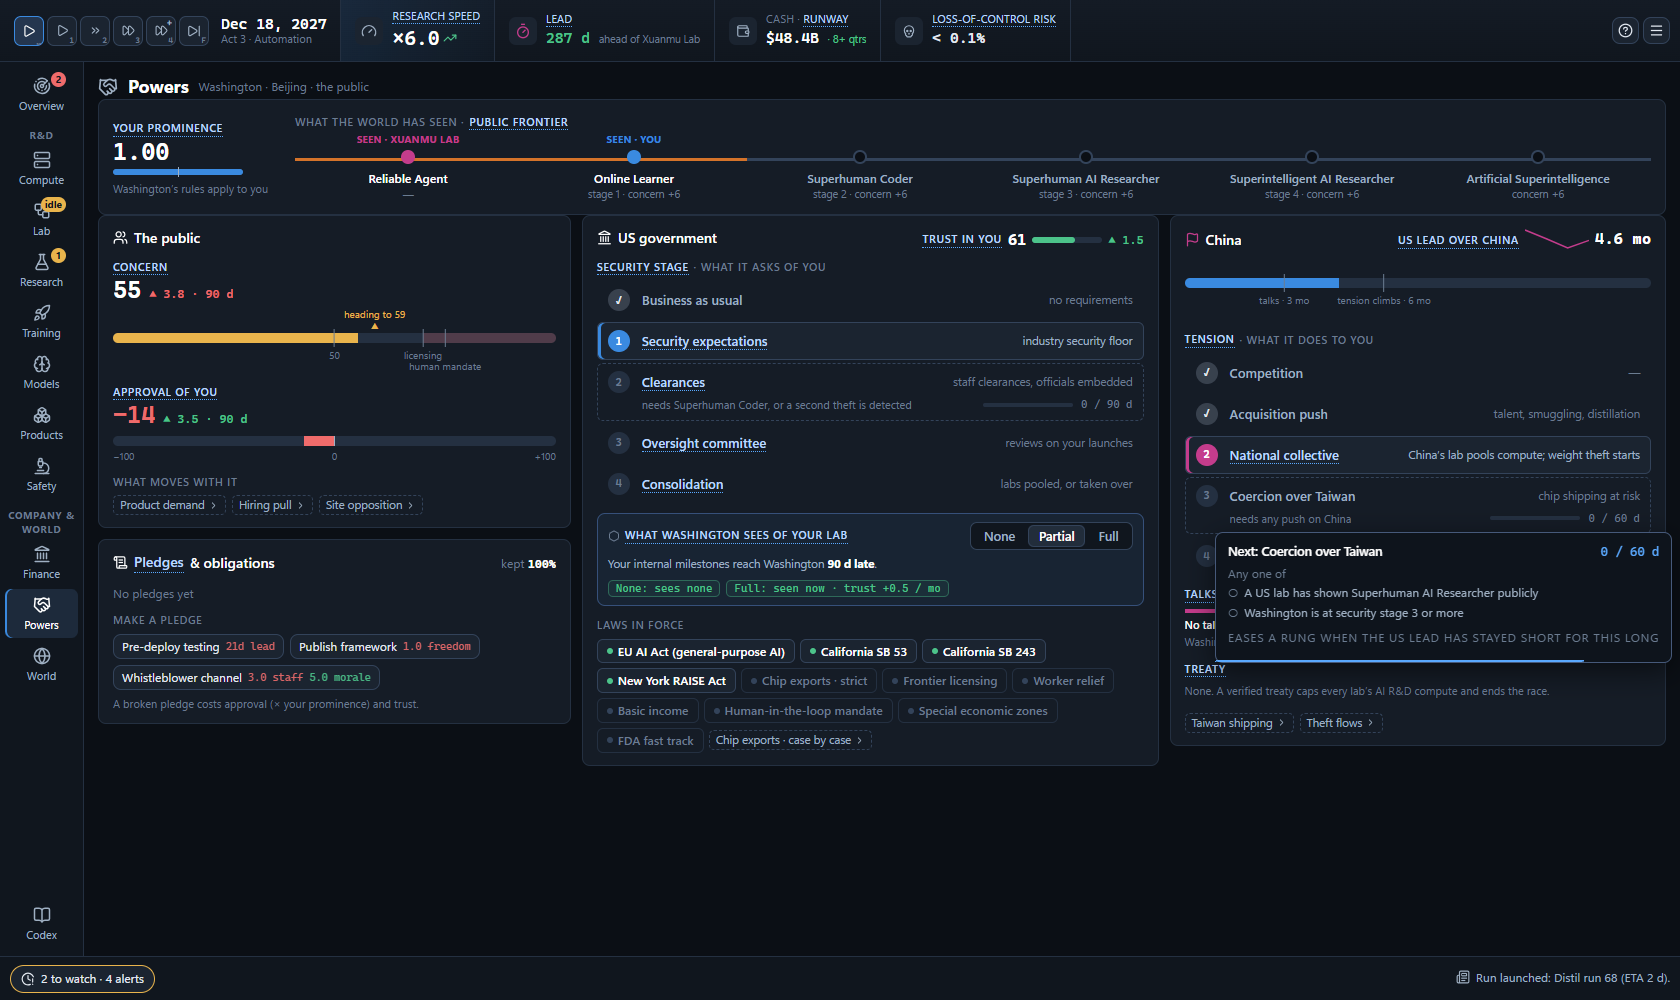 1
2
3
4
F
Dec 18, 2027
Act 3 · Automation
RESEARCH SPEED
×6.0
LEAD
287 d ahead of Xuanmu Lab
CASH · RUNWAY
$48.4B · 8+ qtrs
LOSS-OF-CONTROL RISK
< 0.1%
2
Overview
R&D
Compute
idle
Lab
1
Research
Training
Models
Products
Safety
COMPANY &
WORLD
Finance
Powers
World
Codex
Powers
Washington · Beijing · the public
YOUR PROMINENCE
1.00
Washington's rules apply to you
WHAT THE WORLD HAS SEEN · PUBLIC FRONTIER
SEEN · XUANMU LAB
SEEN · YOU
Reliable Agent
—
Online Learner
stage 1 · concern +6
Superhuman Coder
stage 2 · concern +6
Superhuman AI Researcher
stage 3 · concern +6
Superintelligent AI Researcher
stage 4 · concern +6
Artificial Superintelligence
concern +6
The public
CONCERN
55 ▲ 3.8 · 90 d
heading to 59
50
licensing
human mandate
APPROVAL OF YOU
−14 ▲ 3.5 · 90 d
−100
0
+100
WHAT MOVES WITH IT
Product demand ›
Hiring pull ›
Site opposition ›
Pledges & obligations
kept 100%
No pledges yet
MAKE A PLEDGE
Pre-deploy testing 21d lead
Publish framework 1.0 freedom
Whistleblower channel 3.0 staff 5.0 morale
A broken pledge costs approval (× your prominence) and trust.
US government
TRUST IN YOU 61 ▲ 1.5
SECURITY STAGE · WHAT IT ASKS OF YOU
✓ Business as usual
no requirements
1 Security expectations
industry security floor
2 Clearances
staff clearances, officials embedded
needs Superhuman Coder, or a second theft is detected
0 / 90 d
3 Oversight committee
reviews on your launches
4 Consolidation
labs pooled, or taken over
WHAT WASHINGTON SEES OF YOUR LAB
None
Partial
Full
Your internal milestones reach Washington 90 d late.
None: sees none
Full: seen now · trust +0.5 / mo
LAWS IN FORCE
EU AI Act (general-purpose AI)
California SB 53
California SB 243
New York RAISE Act
Chip exports · strict
Frontier licensing
Worker relief
Basic income
Human-in-the-loop mandate
Special economic zones
FDA fast track
Chip exports · case by case ›
China
US LEAD OVER CHINA
4.6 mo
talks · 3 mo
tension climbs · 6 mo
TENSION · WHAT IT DOES TO YOU
✓ Competition
—
✓ Acquisition push
talent, smuggling, distillation
2 National collective
China's lab pools compute; weight theft starts
3 Coercion over Taiwan
chip shipping at risk
needs any push on China
0 / 60 d
4
Next: Coercion over Taiwan
0 / 60 d
Any one of
A US lab has shown Superhuman AI Researcher publicly
Washington is at security stage 3 or more
EASES A RUNG WHEN THE US LEAD HAS STAYED SHORT FOR THIS LONG
TALKS
No tal
Washi
TREATY
None. A verified treaty caps every lab's AI R&D compute and ends the race.
Taiwan shipping ›
Theft flows ›
2 to watch · 4 alerts
Run launched: Distil run 68 (ETA 2 d).